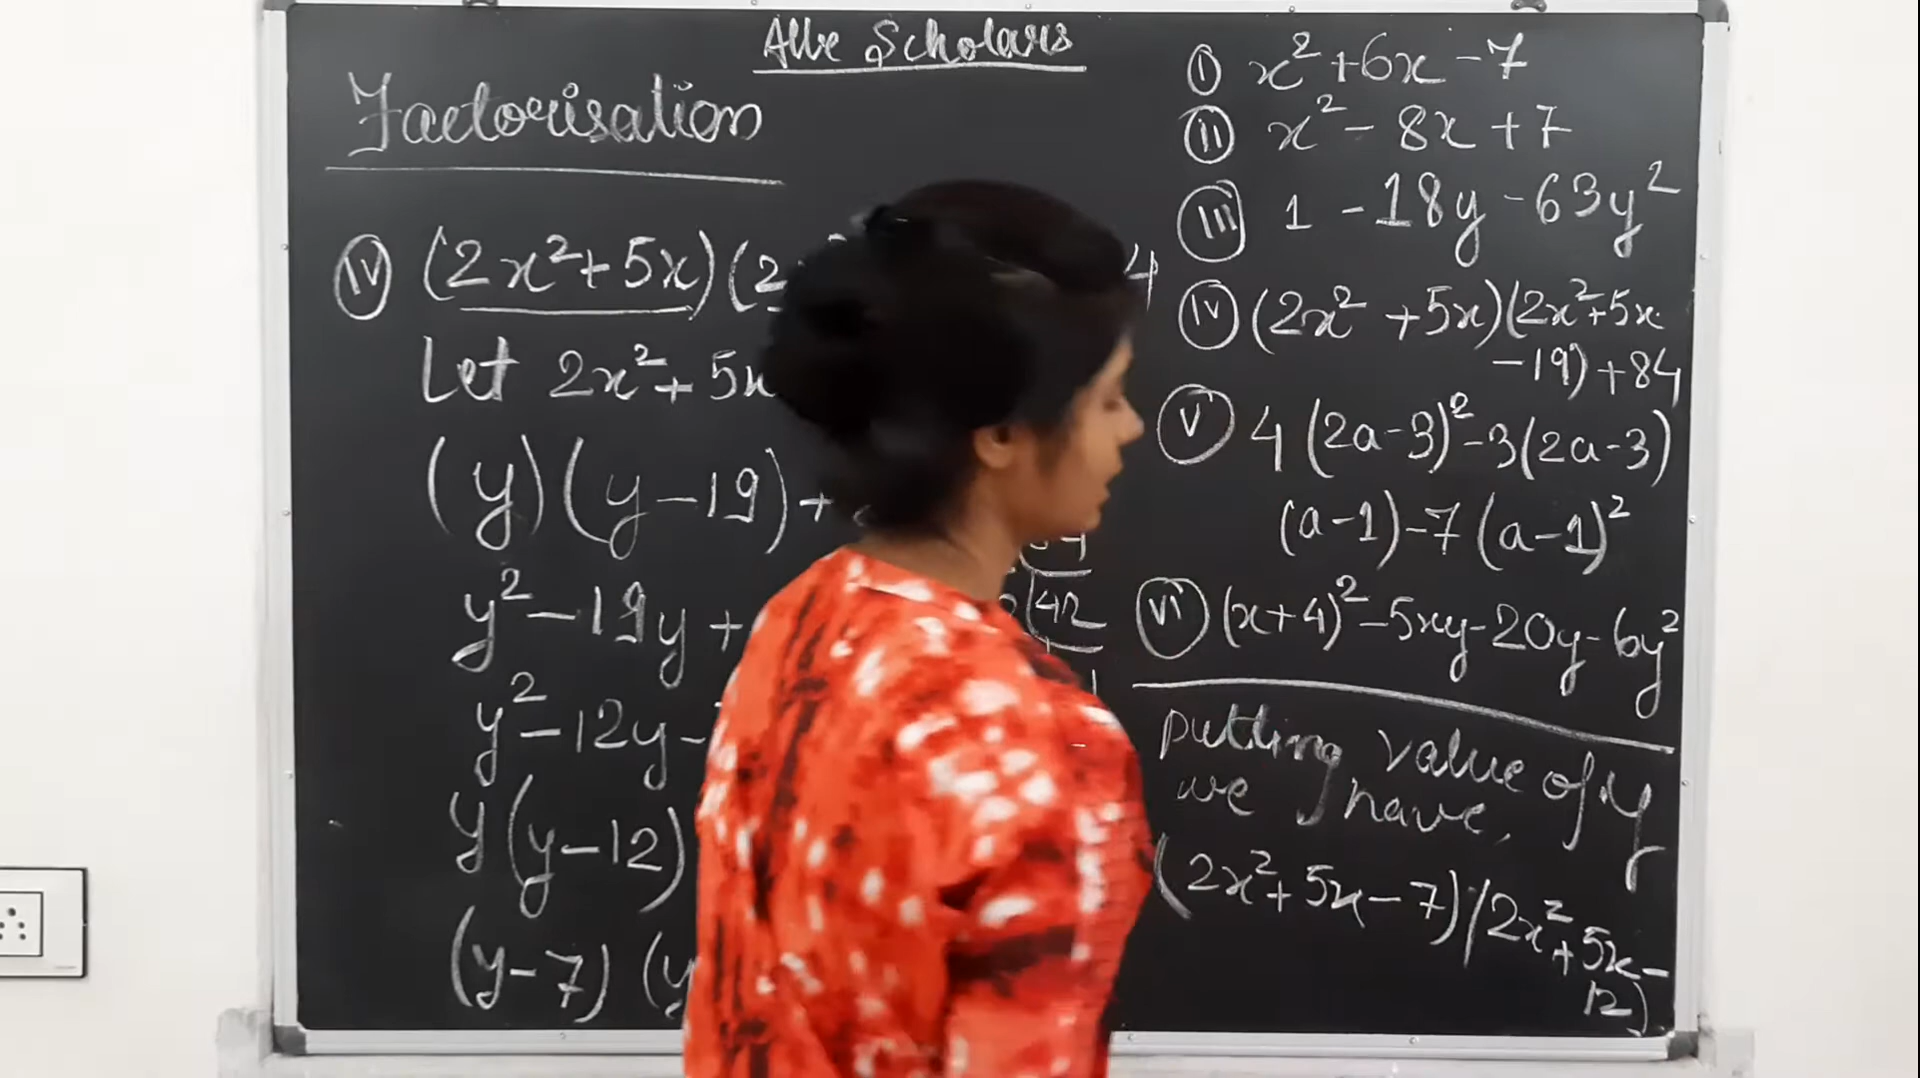 Alle Scholars
Factorisation
(iv) (2x²+5x)(2 4
Let 2x²+5x
(y)(y-19)+
y²-19y+
y²-12y-
y(y-12)
(y-7)(y
42
(i) x²+6x-7
(ii) x²-8x+7
(iii) 1-18y-63y²
(iv) (2x²+5x)(2x²+5x
-19)+84
(v) 4(2a-3)²-3(2a-3)
(a-1)-7(a-1)²
(vi) (x+4)²-5xy-20y-6y²
putting value of y
we have,
(2x²+5x-7)(2x²+5x-
12)